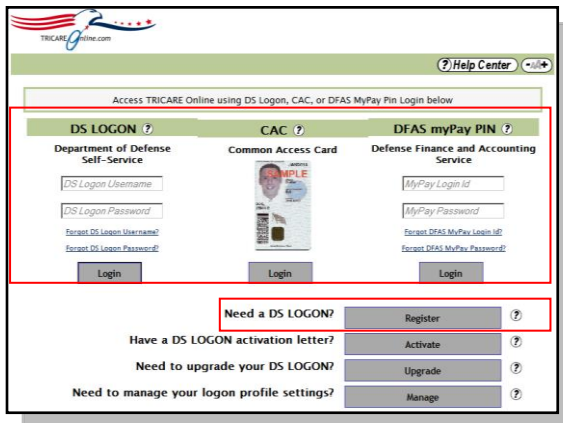 TRICARE Online.com
(?) Help Center
- A +
Access TRICARE Online using DS Logon, CAC, or DFAS MyPay Pin Login below
DS LOGON ?
Department of Defense
Self-Service
DS Logon Username
DS Logon Password
Forgot DS Logon Username?
Forgot DS Logon Password?
Login
CAC ?
Common Access Card
SAMPLE
Login
DFAS myPay PIN ?
Defense Finance and Accounting
Service
MyPay Login Id
MyPay Password
Forgot DFAS MyPay Login Id?
Forgot DFAS MyPay Password?
Login
Need a DS LOGON? Register ?
Have a DS LOGON activation letter? Activate ?
Need to upgrade your DS LOGON? Upgrade ?
Need to manage your logon profile settings? Manage ?